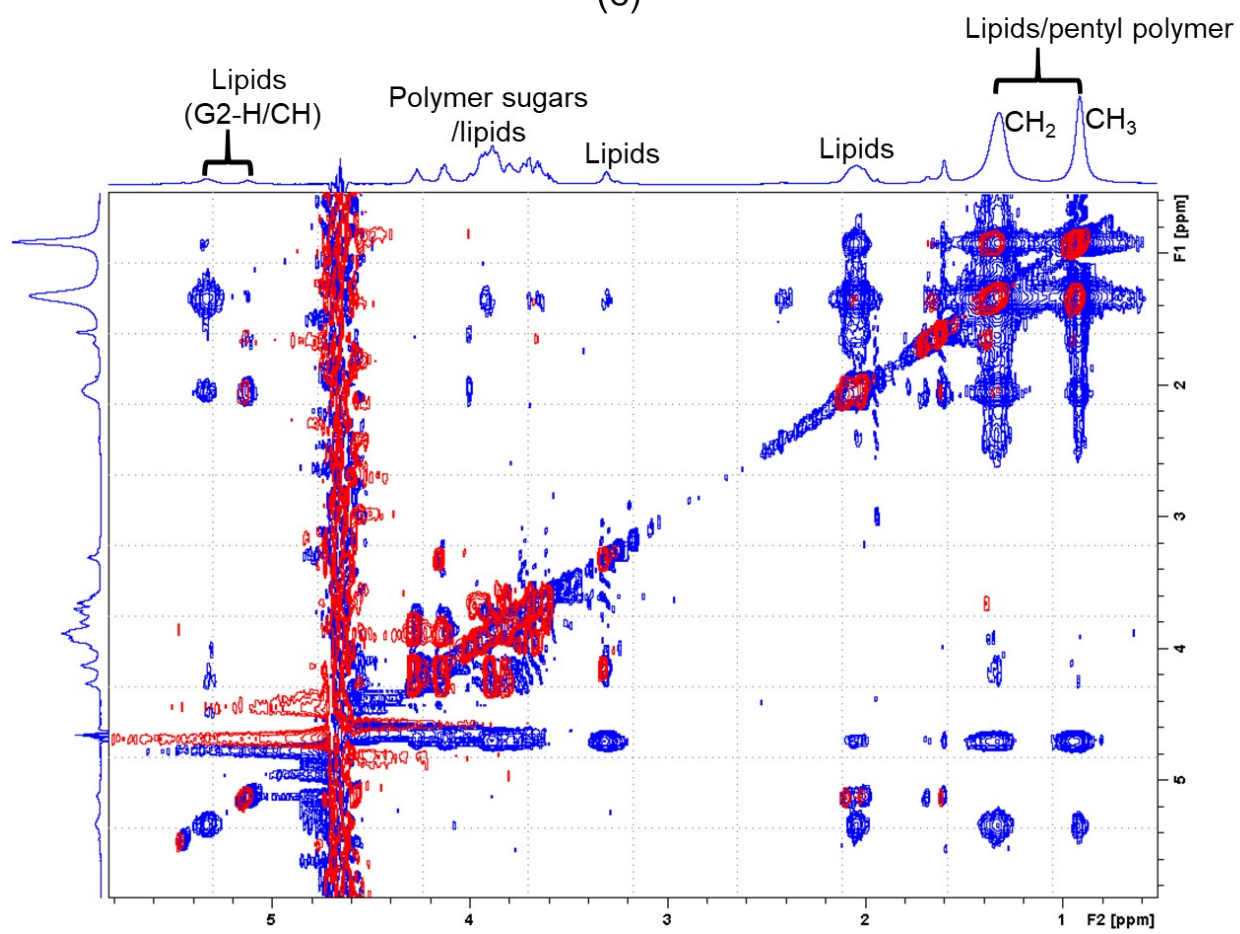 (c)
Lipids/pentyl polymer
Lipids
(G2-H/CH)
Polymer sugars
/lipids
Lipids
Lipids
CH₂
CH₃
F1 [ppm]
2
3
4
5
5
4
3
2
1
F2 [ppm]